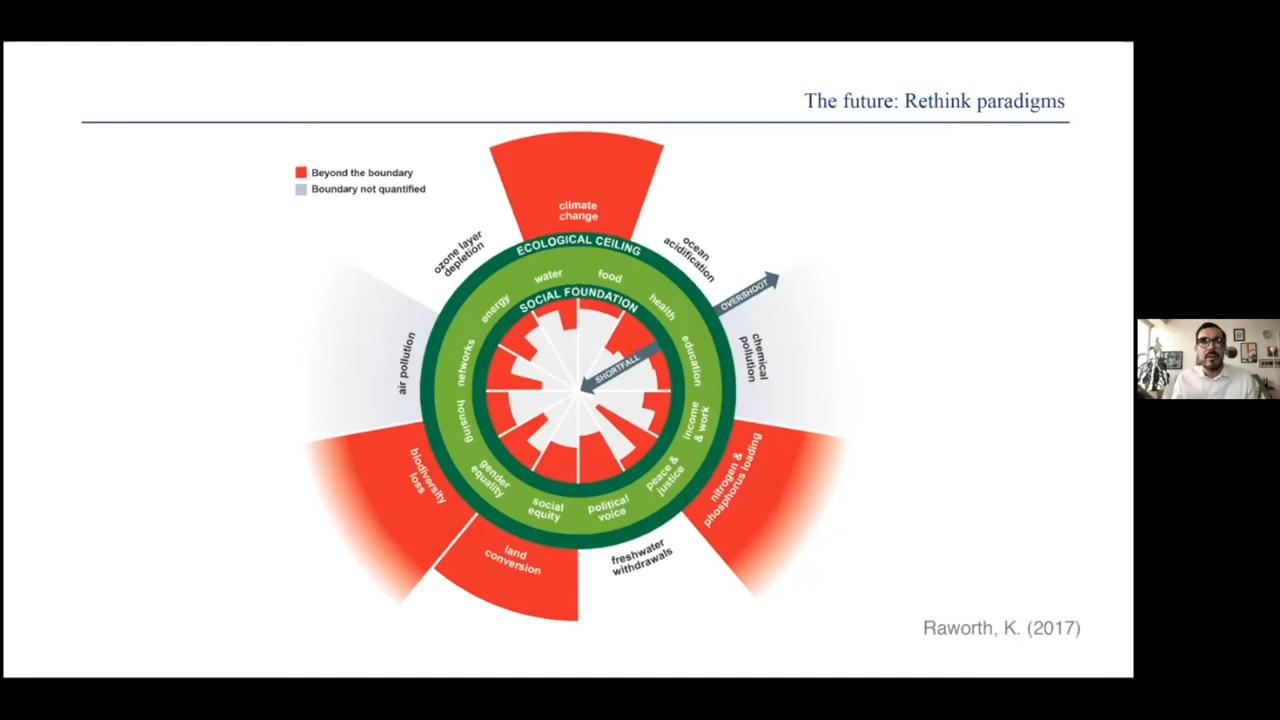 The future: Rethink paradigms
Beyond the boundary
Boundary not quantified
climate
change
ozone layer
depletion
ocean
acidification
ECOLOGICAL CEILING
water
food
energy
health
SOCIAL FOUNDATION
OVERSHOOT
air pollution
networks
SHORTFALL
education
chemical
pollution
housing
income
& work
biodiversity
loss
gender
equality
social
equity
political
voice
peace &
justice
nitrogen &
phosphorus loading
land
conversion
freshwater
withdrawals
Raworth, K. (2017)